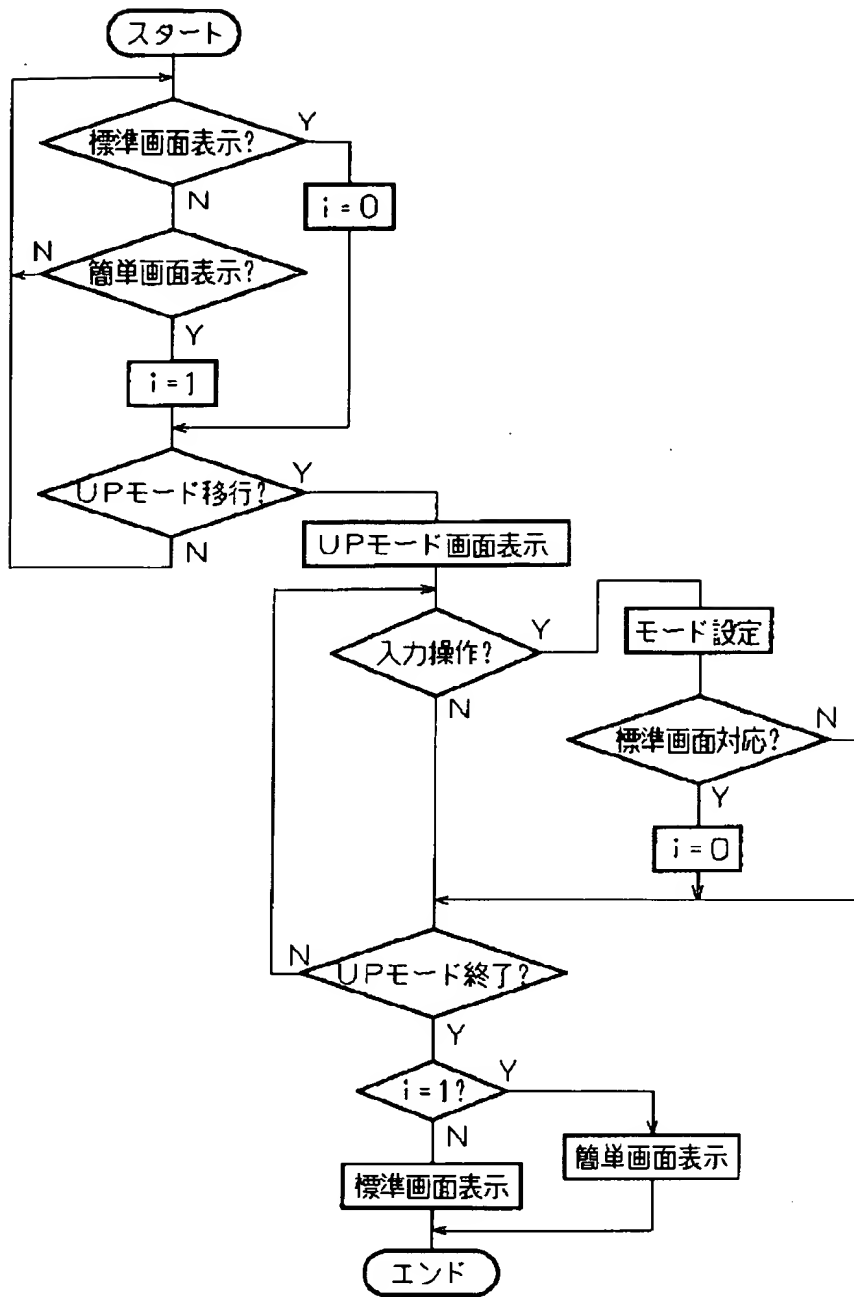 スタート
標準画面表示?
Y
i=0
N
簡単画面表示?
N
Y
i=1
UPモード移行?
Y
N
UPモード画面表示
入力操作?
Y
モード設定
N
標準画面対応?
N
Y
i=0
UPモード終了?
N
Y
i=1?
Y
N
簡単画面表示
標準画面表示
エンド